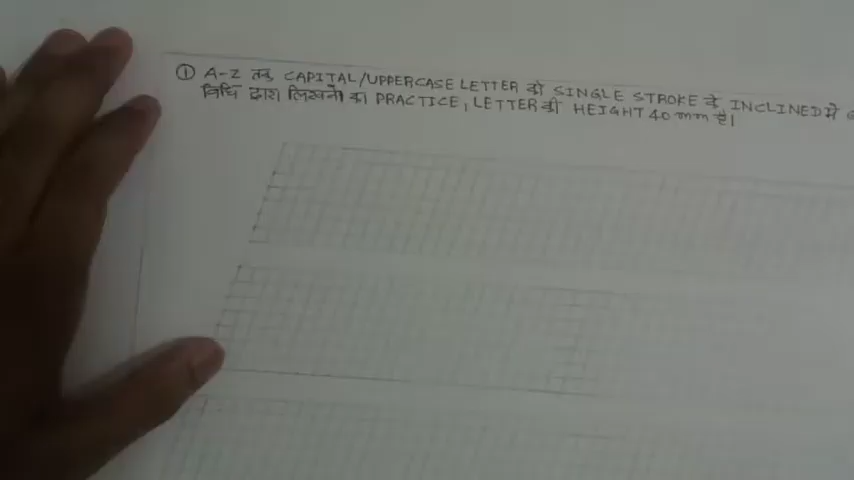 ① A-Z तक CAPITAL/UPPERCASE LETTER को SINGLE STROKE के INCLINED में
विधि द्वारा लिखने का PRACTICE, LETTER की HEIGHT 40 mm है।